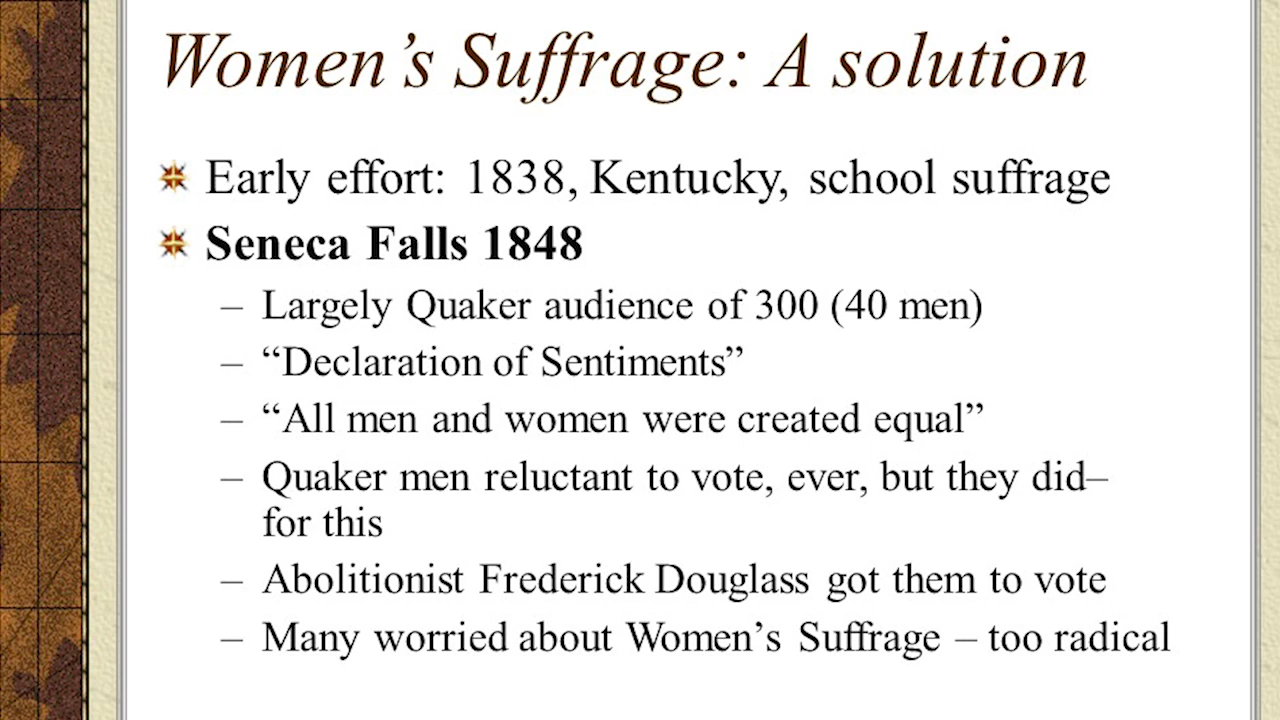 Women’s Suffrage: A solution
Early effort: 1838, Kentucky, school suffrage
Seneca Falls 1848
– Largely Quaker audience of 300 (40 men)
– “Declaration of Sentiments”
– “All men and women were created equal”
– Quaker men reluctant to vote, ever, but they did–
for this
– Abolitionist Frederick Douglass got them to vote
– Many worried about Women’s Suffrage – too radical